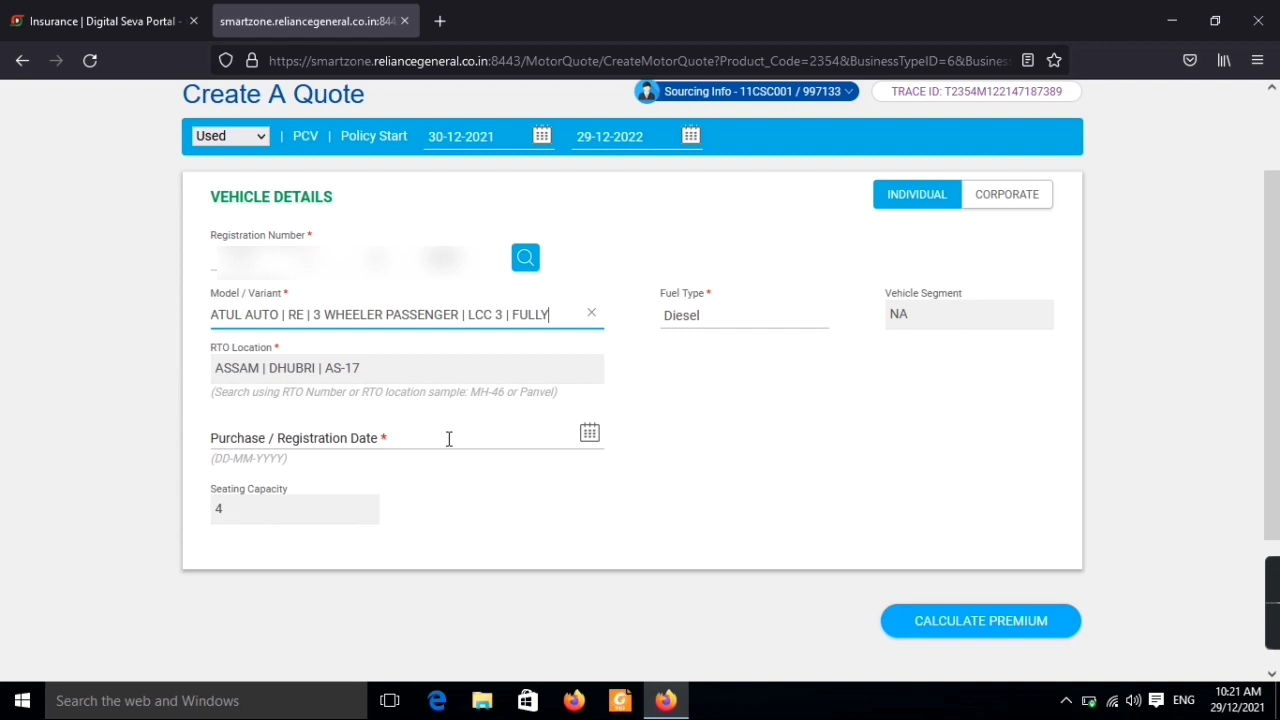 Insurance | Digital Seva Portal -
smartzone.reliancegeneral.co.in:844
https://smartzone.reliancegeneral.co.in:8443/MotorQuote/CreateMotorQuote?Product_Code=2354&BusinessTypeID=6&Busines
Create A Quote
Sourcing Info - 11CSC001 / 997133
TRACE ID: T2354M122147187389
Used | PCV | Policy Start 30-12-2021 29-12-2022
VEHICLE DETAILS
INDIVIDUAL CORPORATE
Registration Number *
Model / Variant * Fuel Type * Vehicle Segment
ATUL AUTO | RE | 3 WHEELER PASSENGER | LCC 3 | FULLY Diesel NA
RTO Location *
ASSAM | DHUBRI | AS-17
(Search using RTO Number or RTO location sample: MH-46 or Panvel)
Purchase / Registration Date *
(DD-MM-YYYY)
Seating Capacity
4
CALCULATE PREMIUM
Search the web and Windows
ENG
10:21 AM
29/12/2021